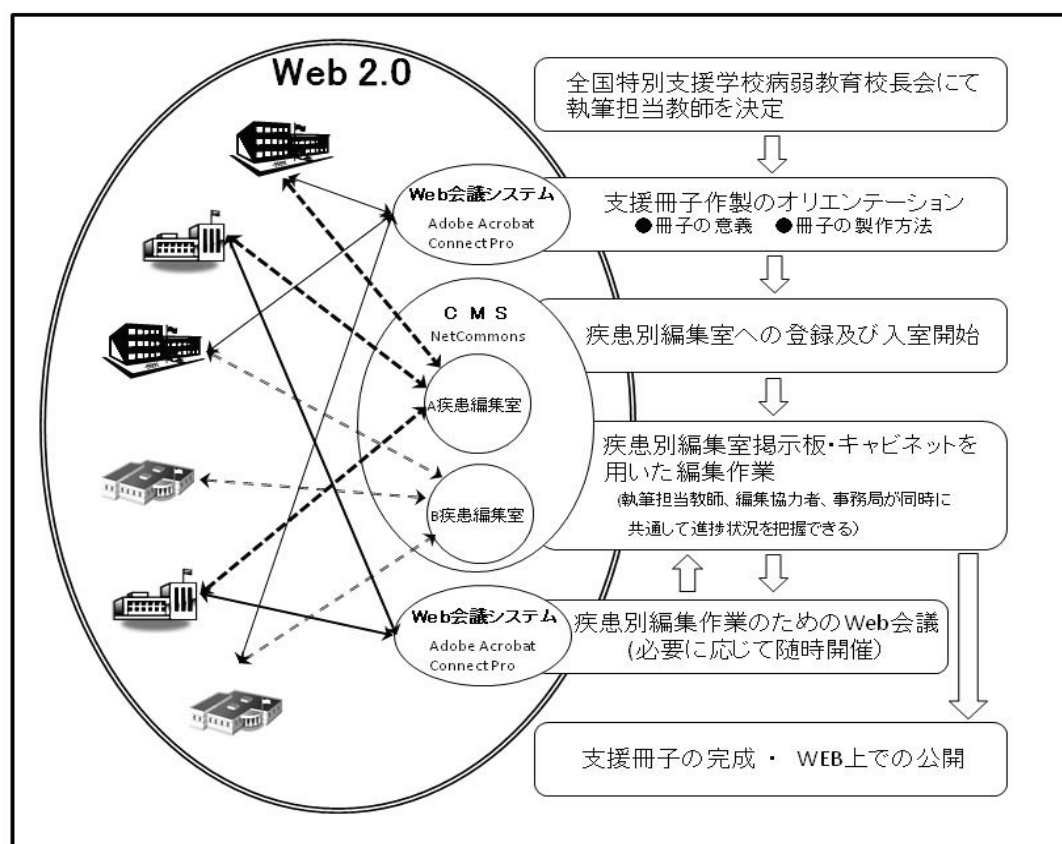 Web 2.0
全国特別支援学校病弱教育校長会にて
執筆担当教師を決定
Web会議システム
Adobe Acrobat
Connect Pro
支援冊子作製のオリエンテーション
●冊子の意義 ●冊子の製作方法
CMS
NetCommons
疾患別編集室への登録及び入室開始
A疾患編集室
疾患別編集室掲示板・キャビネットを
用いた編集作業
(執筆担当教師、編集協力者、事務局が同時に
共通して進捗状況を把握できる)
B疾患編集室
Web会議システム
Adobe Acrobat
Connect Pro
疾患別編集作業のためのWeb会議
(必要に応じて随時開催)
支援冊子の完成 ・ WEB上での公開